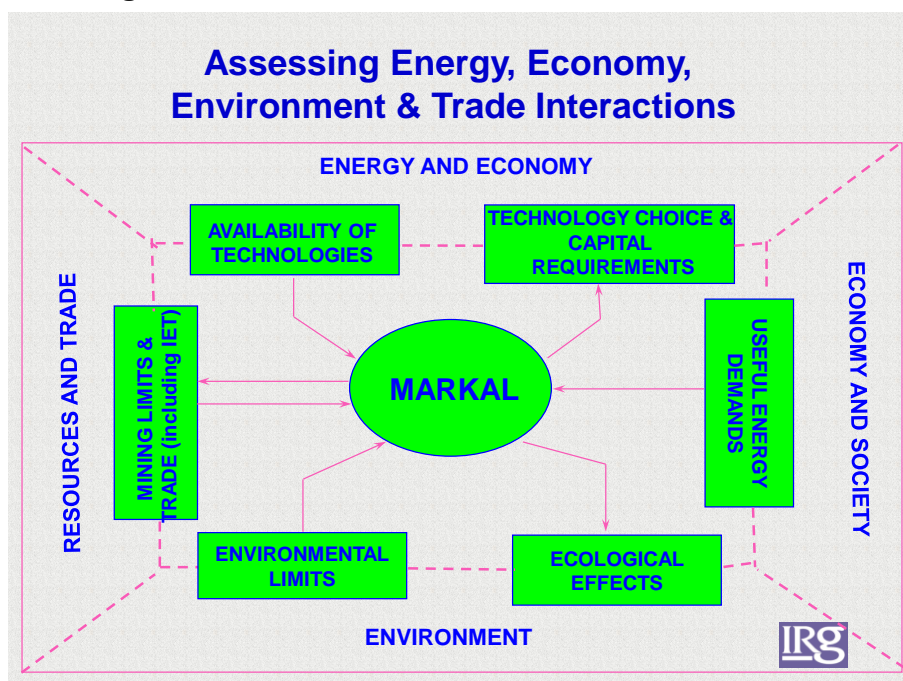 Assessing Energy, Economy,
Environment & Trade Interactions
ENERGY AND ECONOMY
AVAILABILITY OF
TECHNOLOGIES
TECHNOLOGY CHOICE &
CAPITAL
REQUIREMENTS
RESOURCES AND TRADE
MINING LIMITS &
TRADE (including IET)
MARKAL
USEFUL ENERGY
DEMANDS
ECONOMY AND SOCIETY
ENVIRONMENTAL
LIMITS
ECOLOGICAL
EFFECTS
ENVIRONMENT
IRg